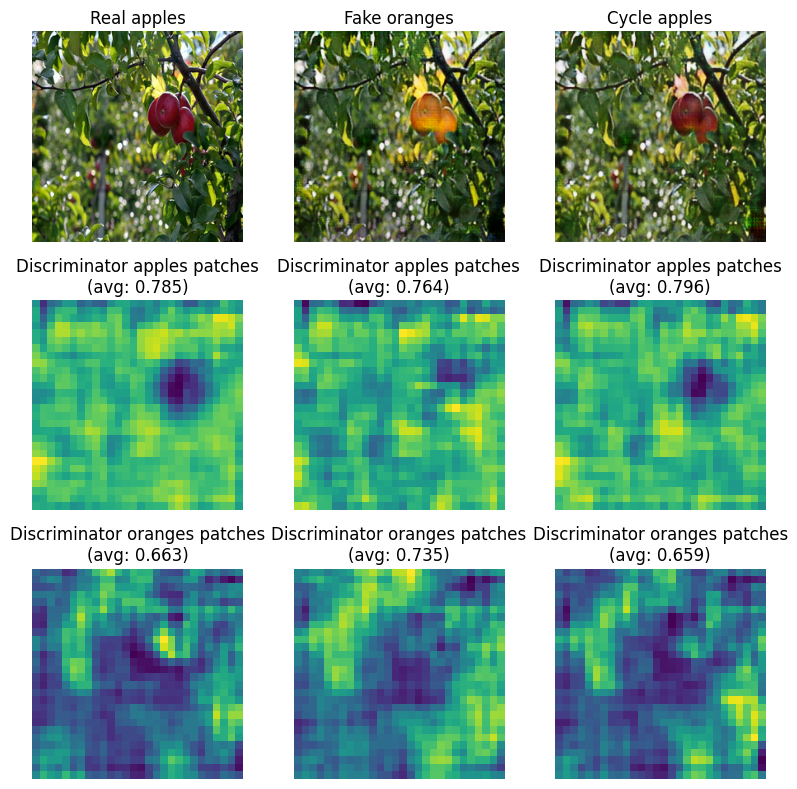 Real apples
Fake oranges
Cycle apples
Discriminator apples patches
(avg: 0.785)
Discriminator apples patches
(avg: 0.764)
Discriminator apples patches
(avg: 0.796)
Discriminator oranges patches
(avg: 0.663)
Discriminator oranges patches
(avg: 0.735)
Discriminator oranges patches
(avg: 0.659)